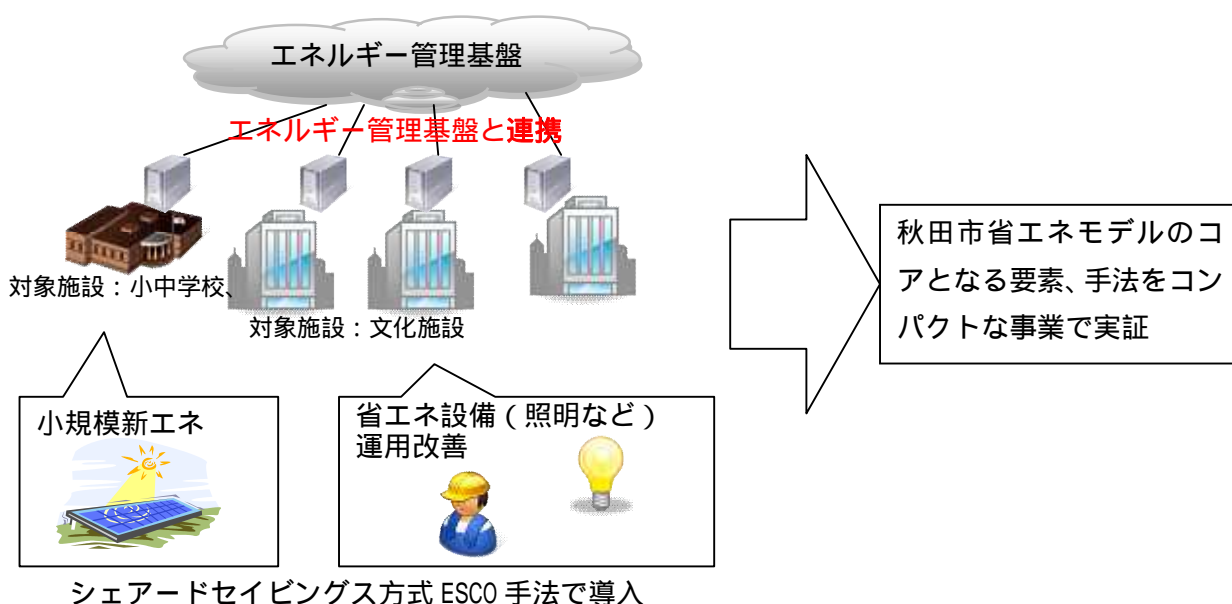 エネルギー管理基盤
エネルギー管理基盤と連携
対象施設：小中学校、
対象施設：文化施設
小規模新エネ
省エネ設備（照明など）
運用改善
シェアードセイビングス方式 ESCO 手法で導入
秋田市省エネモデルのコ
アとなる要素、手法をコン
パクトな事業で実証